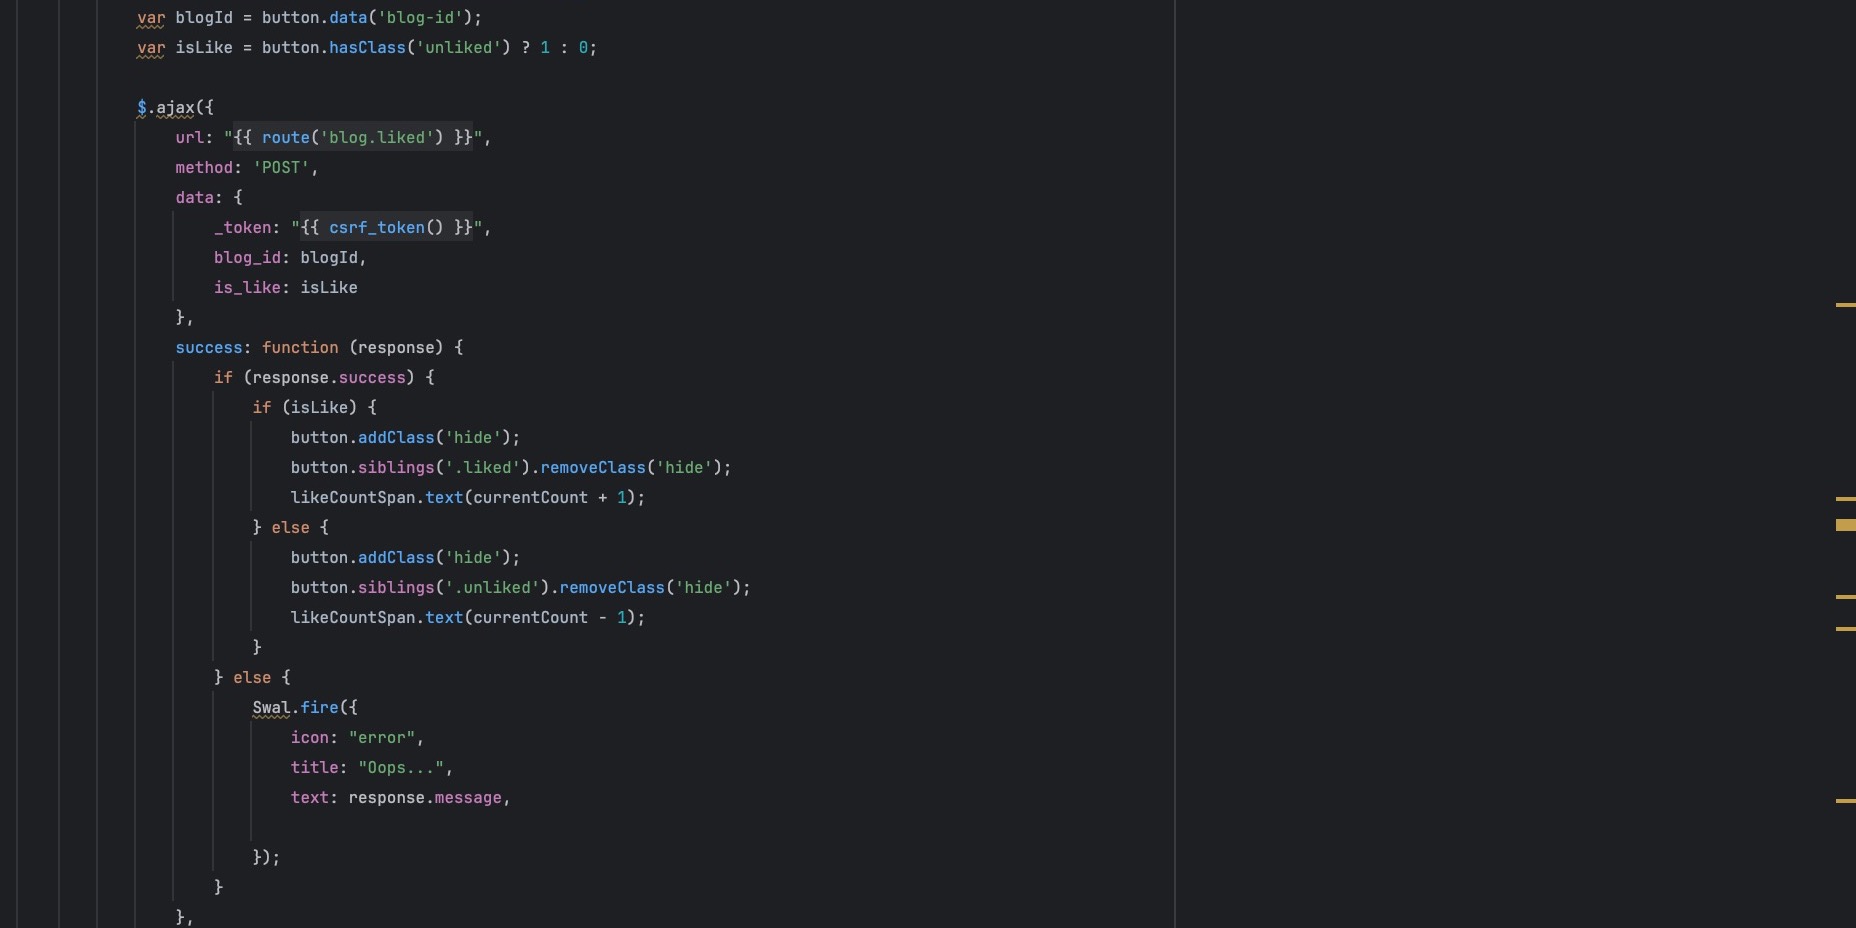 var blogId = button.data('blog-id');
var isLike = button.hasClass('unliked') ? 1 : 0;
$.ajax({
url: "{{ route('blog.liked') }}",
method: 'POST',
data: {
_token: "{{ csrf_token() }}",
blog_id: blogId,
is_like: isLike
},
success: function (response) {
if (response.success) {
if (isLike) {
button.addClass('hide');
button.siblings('.liked').removeClass('hide');
likeCountSpan.text(currentCount + 1);
} else {
button.addClass('hide');
button.siblings('.unliked').removeClass('hide');
likeCountSpan.text(currentCount - 1);
}
} else {
Swal.fire({
icon: "error",
title: "Oops...",
text: response.message,
});
}
},